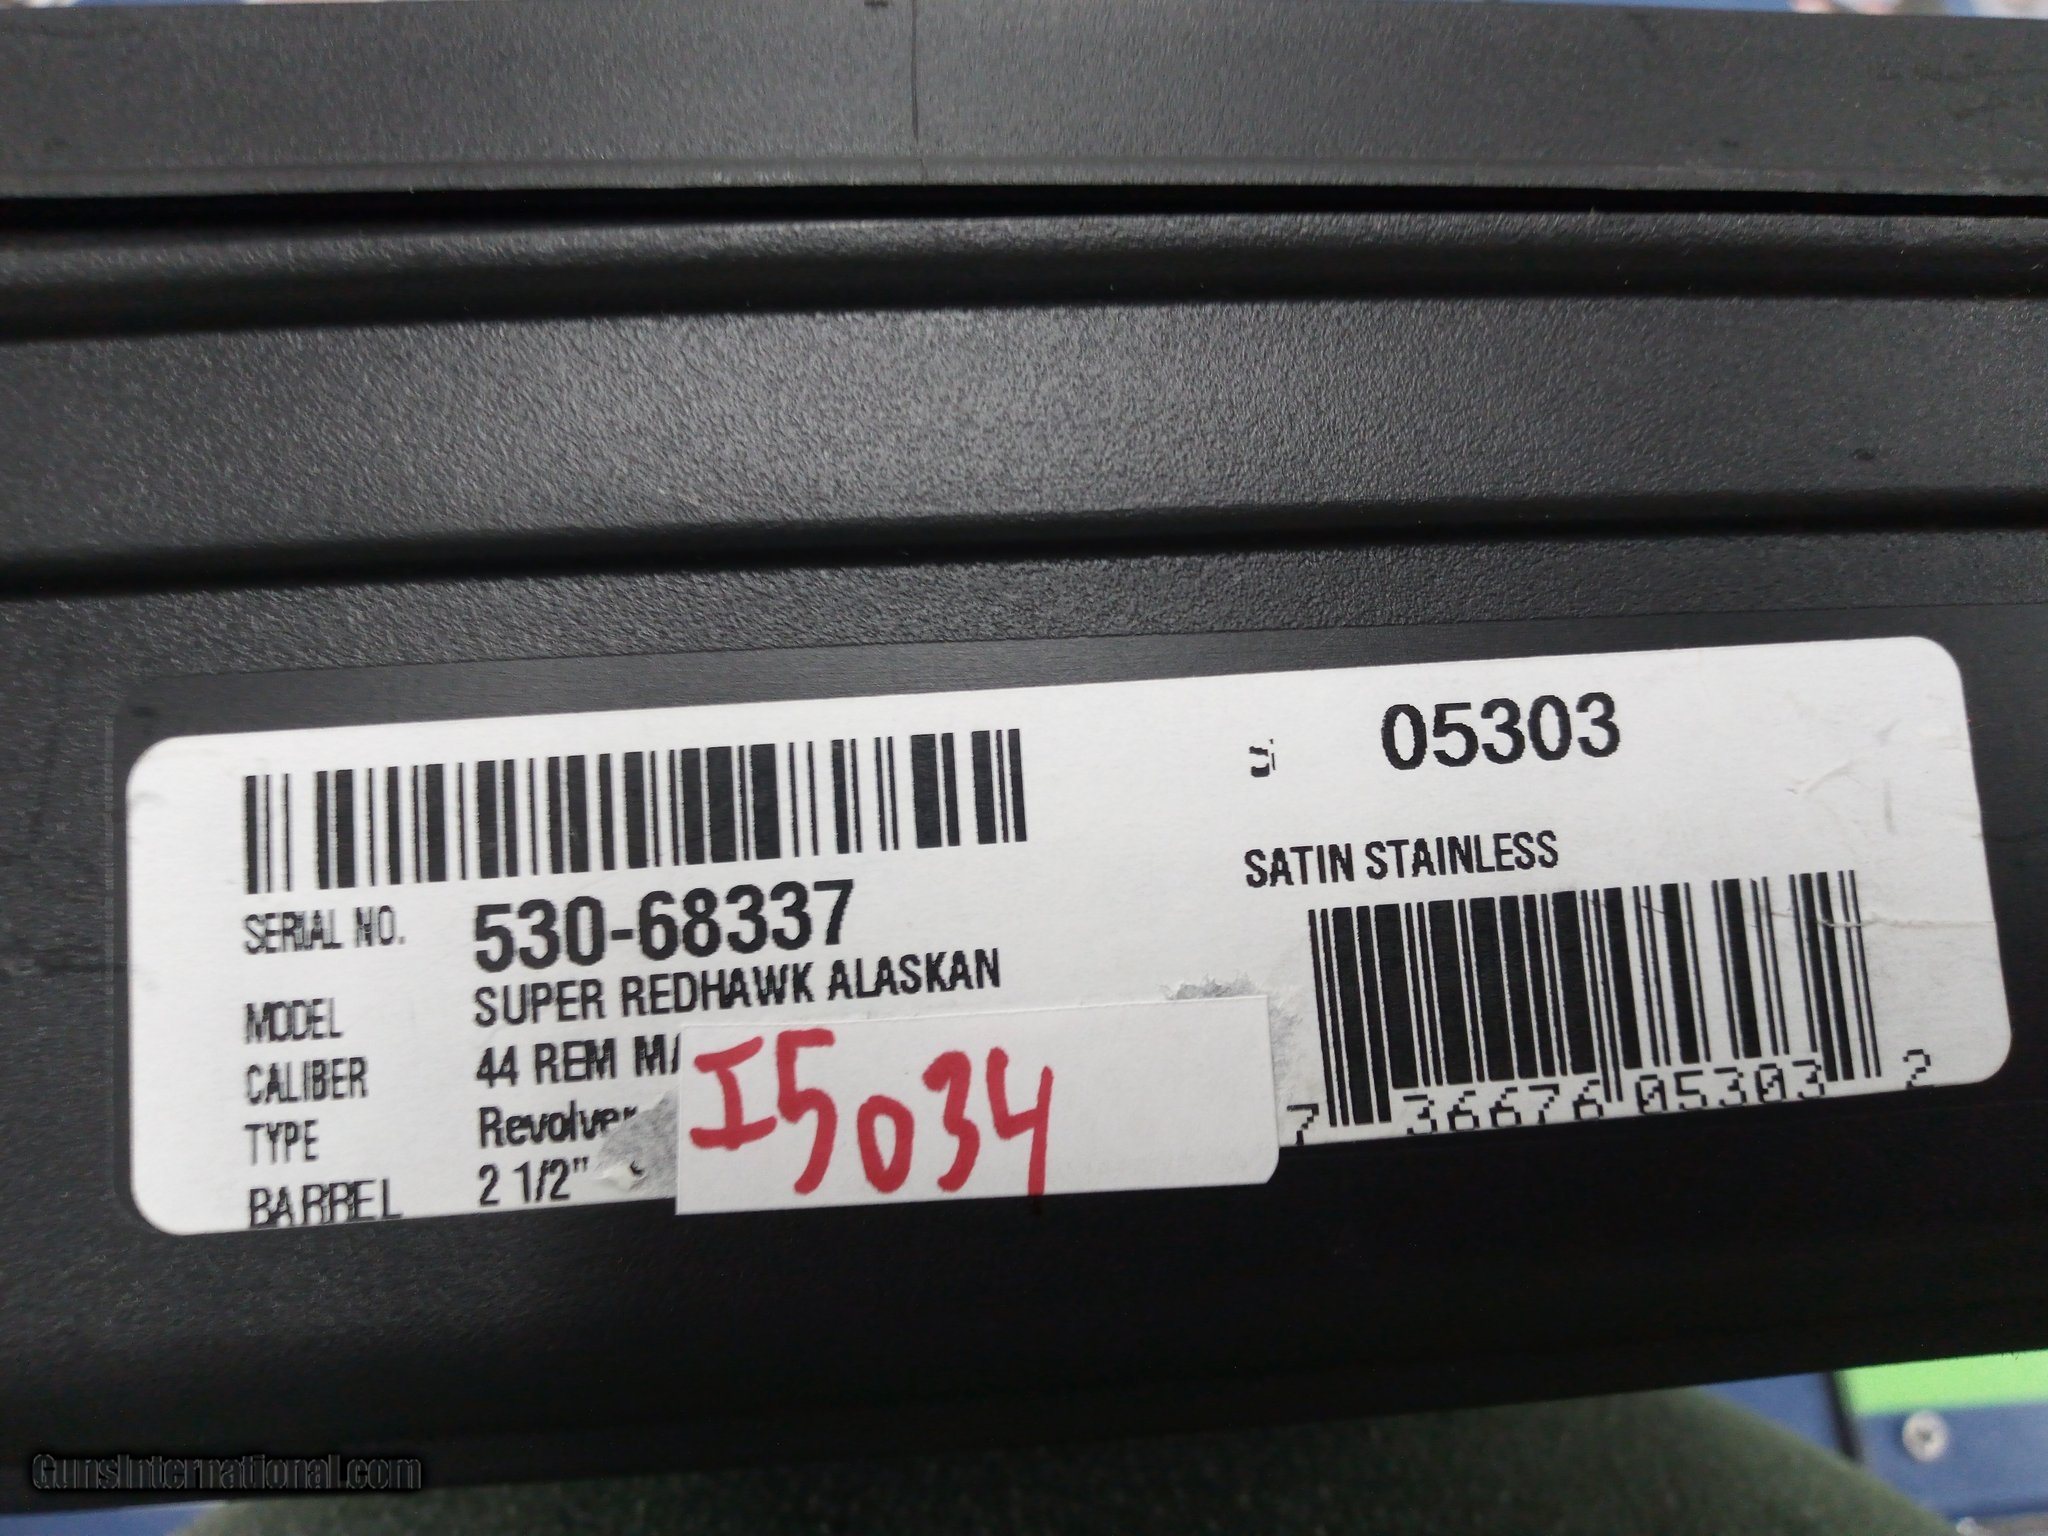 05303
SATIN STAINLESS
SERIAL NO. 530-68337
MODEL SUPER REDHAWK ALASKAN
CALIBER 44 REM MA
TYPE Revolver
BARREL 2 1/2"
I5034
7 36676 05303 2
GunsInternational.com